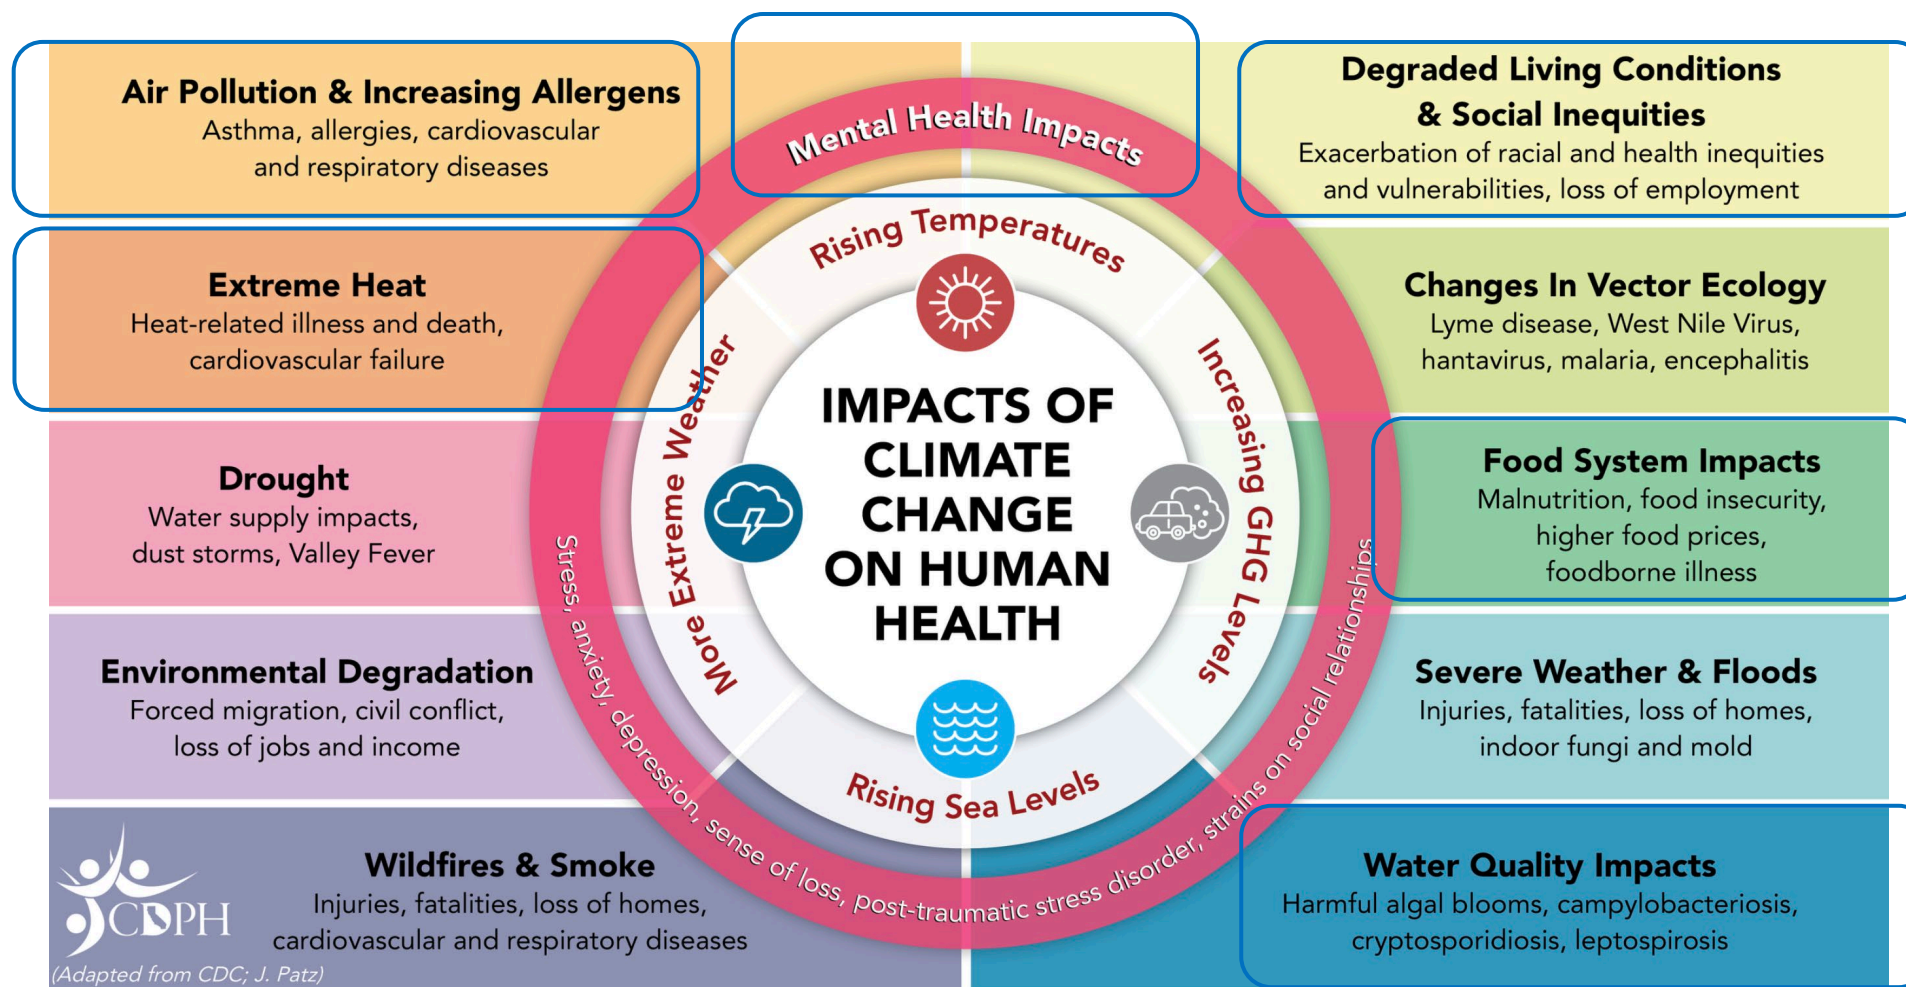 Air Pollution & Increasing Allergens
Asthma, allergies, cardiovascular
and respiratory diseases
Extreme Heat
Heat-related illness and death,
cardiovascular failure
Drought
Water supply impacts,
dust storms, Valley Fever
Environmental Degradation
Forced migration, civil conflict,
loss of jobs and income
Wildfires & Smoke
Injuries, fatalities, loss of homes,
cardiovascular and respiratory diseases
CDPH
(Adapted from CDC; J. Patz)
Mental Health Impacts
Stress, anxiety, depression, sense of loss, post-traumatic stress disorder, strains on social relationships
Rising Temperatures
Increasing GHG Levels
Rising Sea Levels
More Extreme Weather
IMPACTS OF
CLIMATE
CHANGE
ON HUMAN
HEALTH
Degraded Living Conditions
& Social Inequities
Exacerbation of racial and health inequities
and vulnerabilities, loss of employment
Changes In Vector Ecology
Lyme disease, West Nile Virus,
hantavirus, malaria, encephalitis
Food System Impacts
Malnutrition, food insecurity,
higher food prices,
foodborne illness
Severe Weather & Floods
Injuries, fatalities, loss of homes,
indoor fungi and mold
Water Quality Impacts
Harmful algal blooms, campylobacteriosis,
cryptosporidiosis, leptospirosis